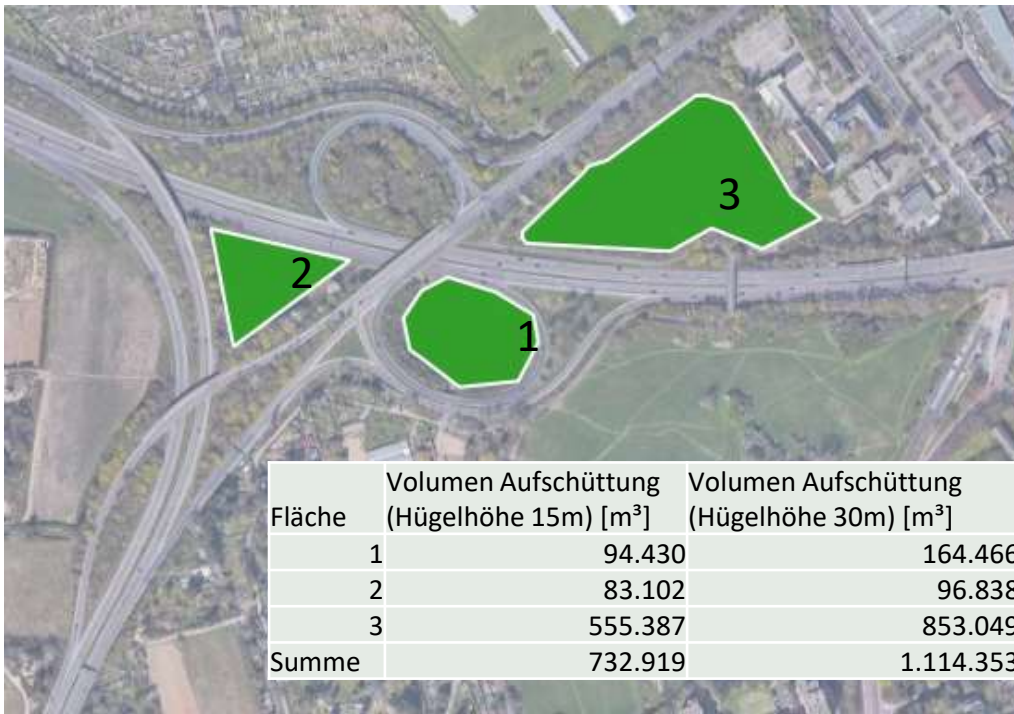 3
2
1
Fläche Volumen Aufschüttung (Hügelhöhe 15m) [m³] Volumen Aufschüttung (Hügelhöhe 30m) [m³]
1 94.430 164.466
2 83.102 96.838
3 555.387 853.049
Summe 732.919 1.114.353